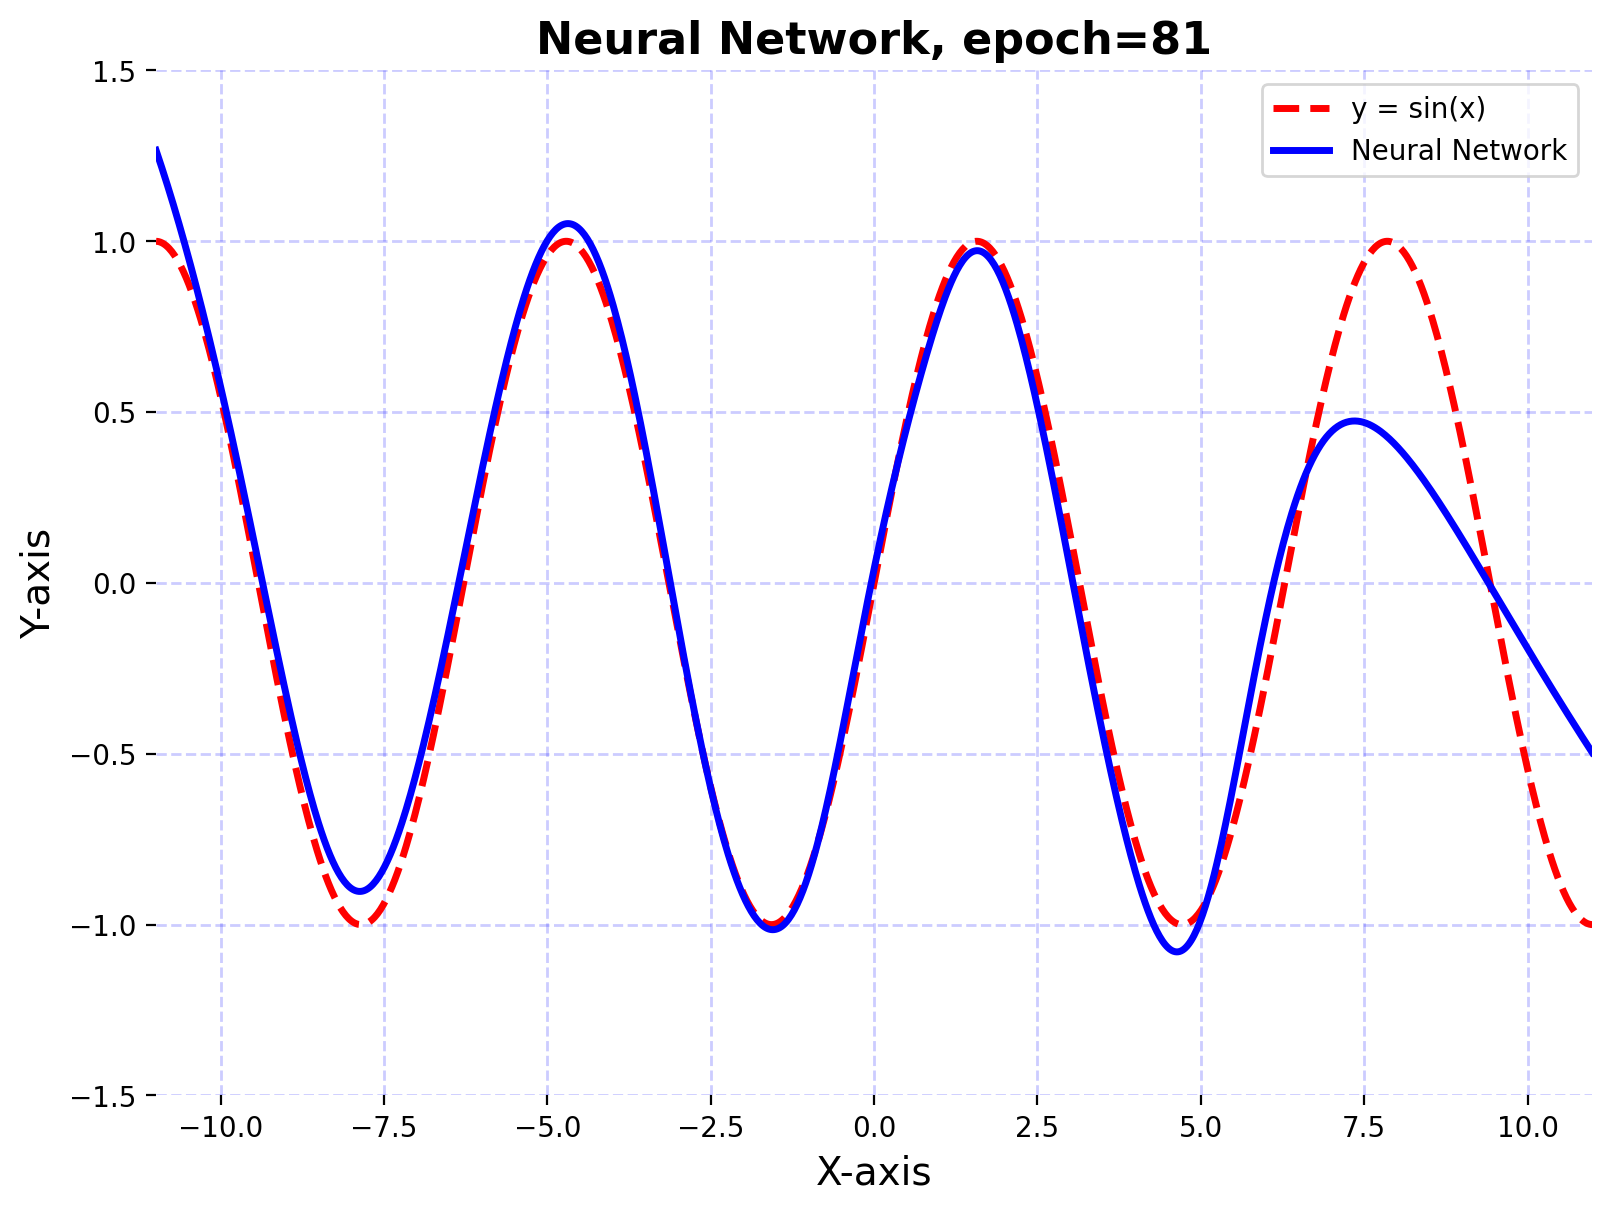 Neural Network, epoch=81
1.5
1.0
0.5
0.0
−0.5
−1.0
−1.5
Y-axis
y = sin(x)
Neural Network
−10.0 −7.5 −5.0 −2.5 0.0 2.5 5.0 7.5 10.0
X-axis